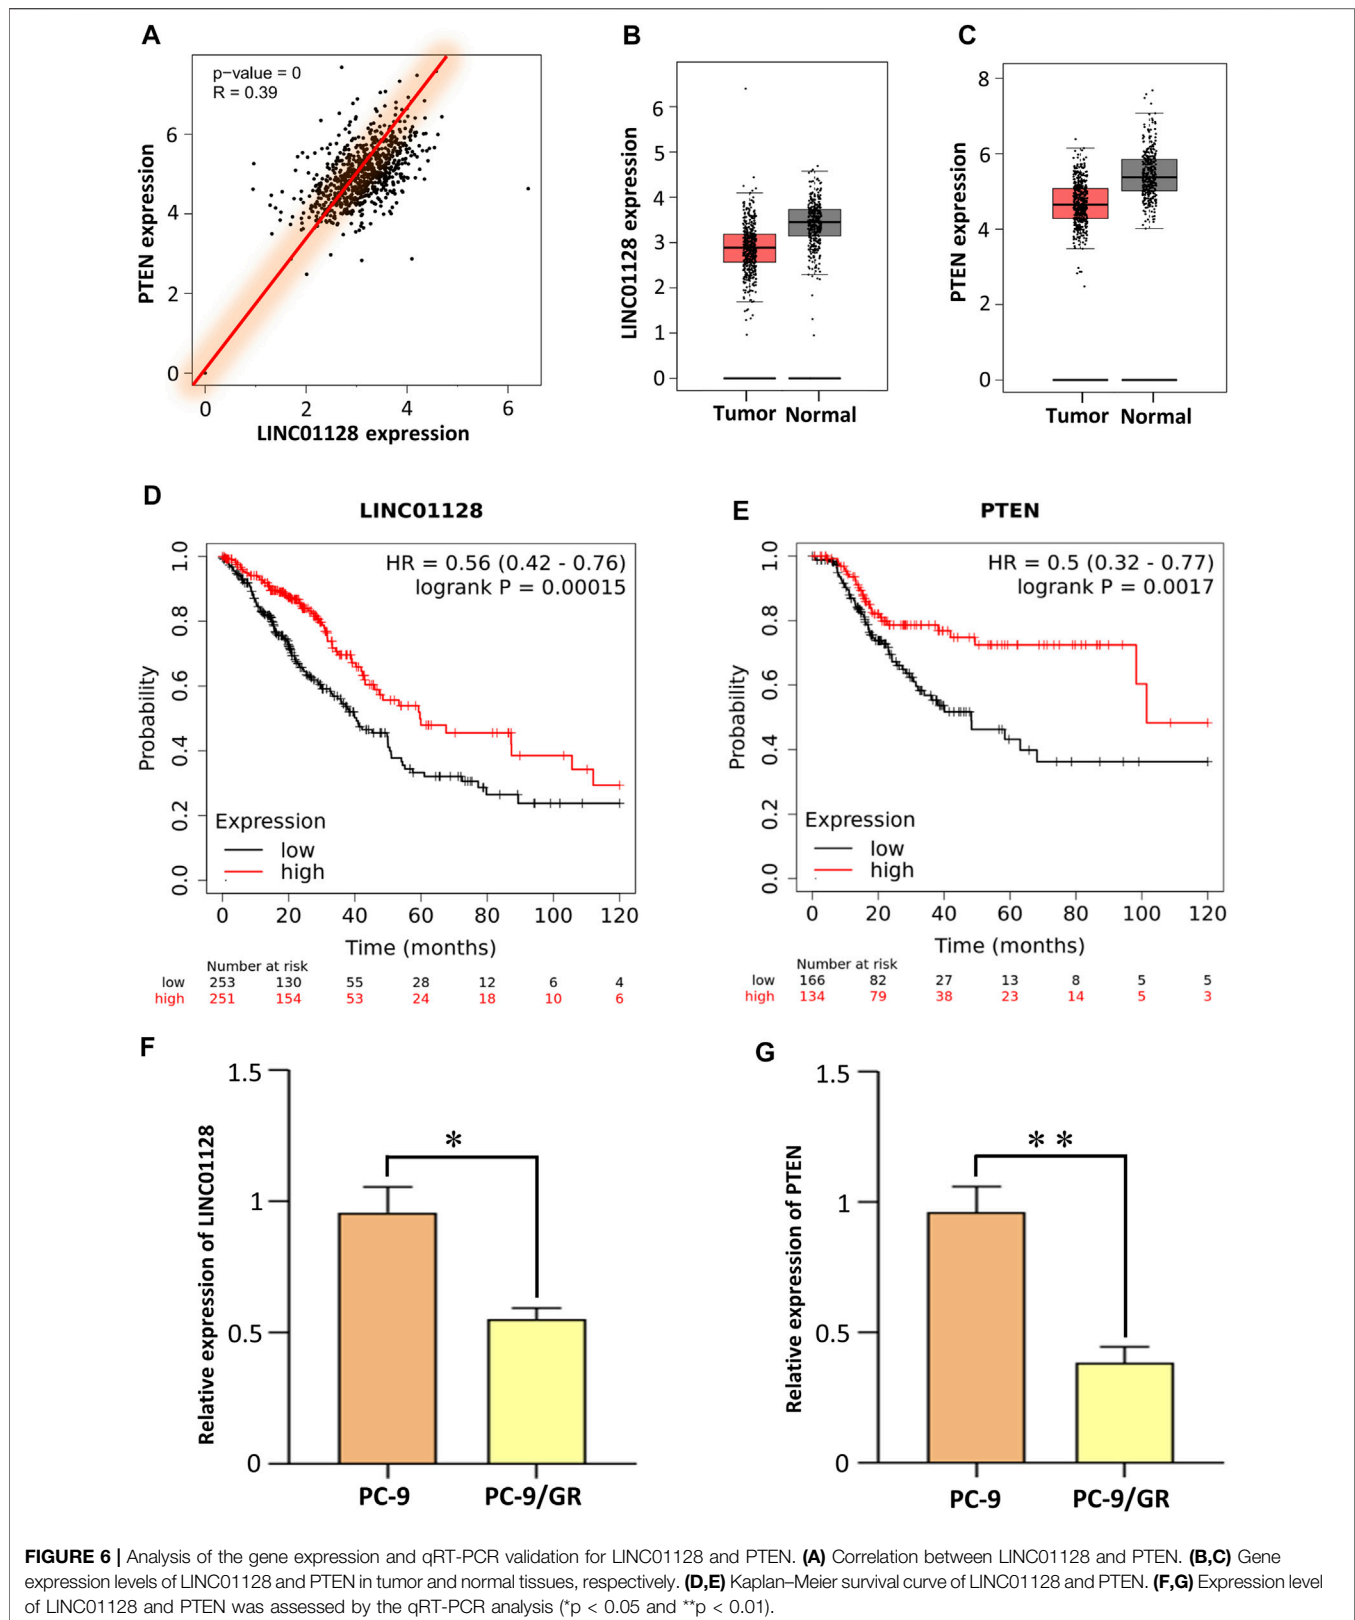 A
p-value = 0
R = 0.39
PTEN expression
6
4
2
0
0 2 4 6
LINC01128 expression
B
LINC01128 expression
6
5
4
3
2
1
0
Tumor Normal
C
PTEN expression
8
6
4
2
0
Tumor Normal
D
LINC01128
HR = 0.56 (0.42 - 0.76)
logrank P = 0.00015
Probability
1.0
0.8
0.6
0.4
0.2
0.0
Expression
low
high
0 20 40 60 80 100 120
Time (months)
Number at risk
low 253 130 55 28 12 6 4
high 251 154 53 24 18 10 6
E
PTEN
HR = 0.5 (0.32 - 0.77)
logrank P = 0.0017
Probability
1.0
0.8
0.6
0.4
0.2
0.0
Expression
low
high
0 20 40 60 80 100 120
Time (months)
Number at risk
low 166 82 27 13 8 5 5
high 134 79 38 23 14 5 3
F
Relative expression of LINC01128
1.5
1
0.5
0
*
PC-9 PC-9/GR
G
Relative expression of PTEN
1.5
1
0.5
0
* *
PC-9 PC-9/GR
FIGURE 6 | Analysis of the gene expression and qRT-PCR validation for LINC01128 and PTEN. (A) Correlation between LINC01128 and PTEN. (B,C) Gene
expression levels of LINC01128 and PTEN in tumor and normal tissues, respectively. (D,E) Kaplan–Meier survival curve of LINC01128 and PTEN. (F,G) Expression level
of LINC01128 and PTEN was assessed by the qRT-PCR analysis (*p < 0.05 and **p < 0.01).